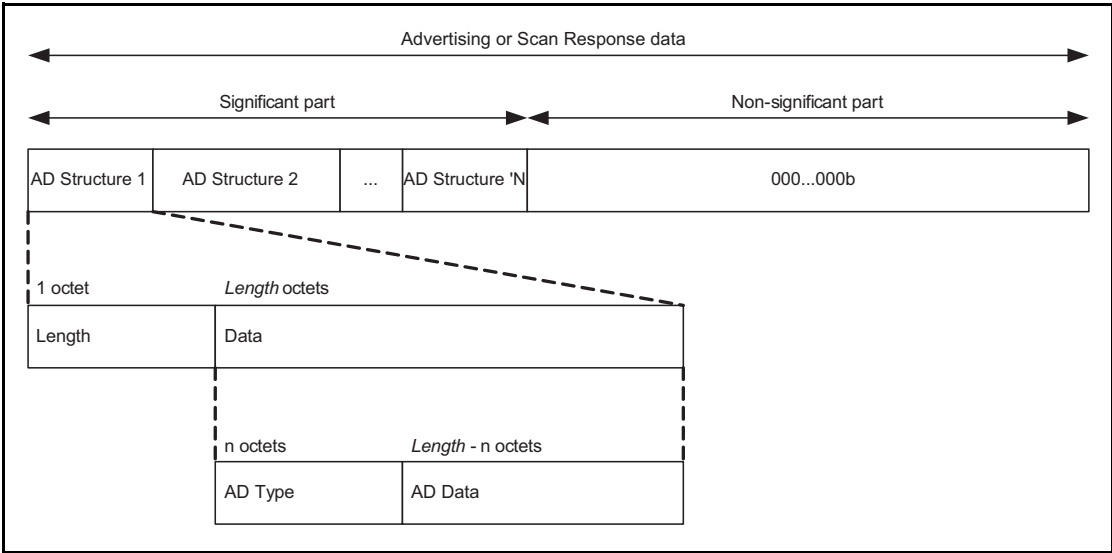 Advertising or Scan Response data
Significant part Non-significant part
AD Structure 1 AD Structure 2 ... AD Structure 'N 000...000b
1 octet Length octets
Length Data
n octets Length - n octets
AD Type AD Data